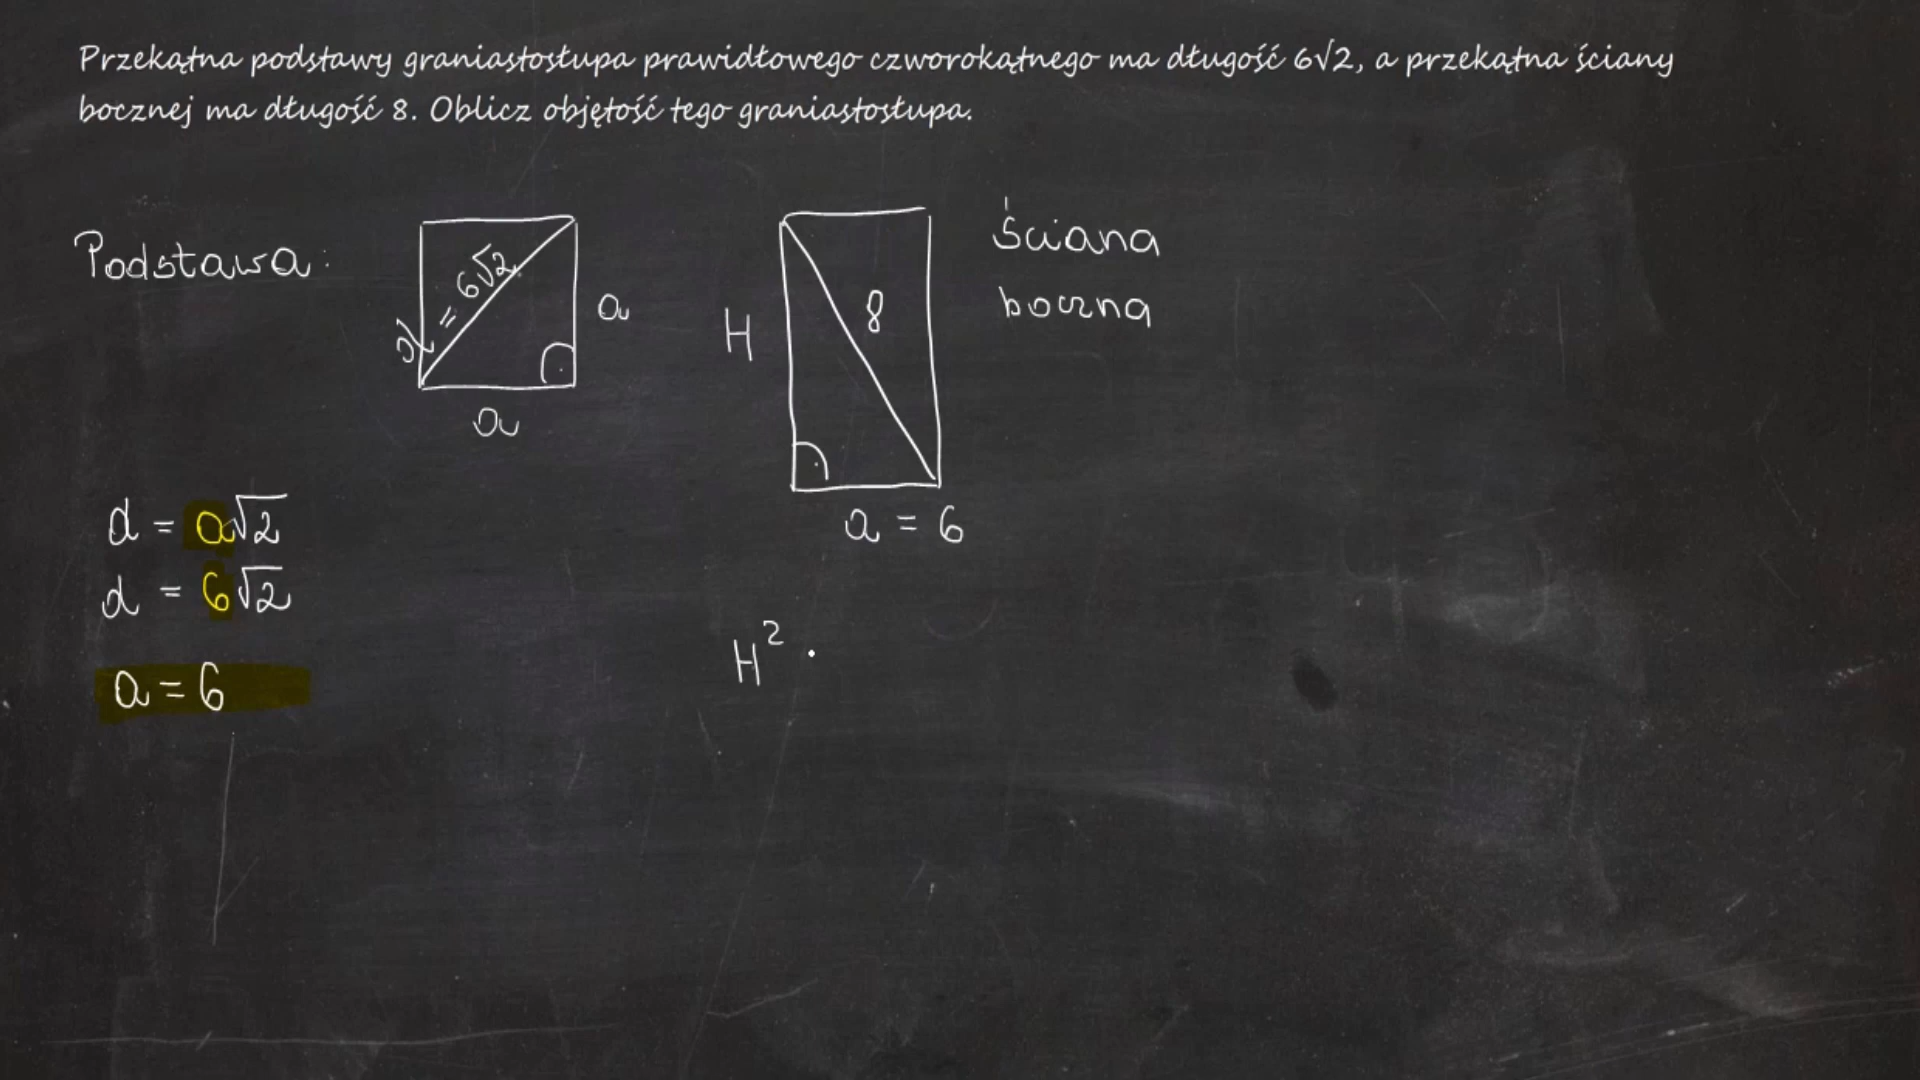 Przekątna podstawy graniastosłupa prawidłowego czworokątnego ma długość 6√2, a przekątna ściany
bocznej ma długość 8. Oblicz objętość tego graniastosłupa.
Podstawa:
d = 6√2
a
a
H
8
a = 6
ściana
boczna
d = a√2
d = 6√2
a = 6
H²